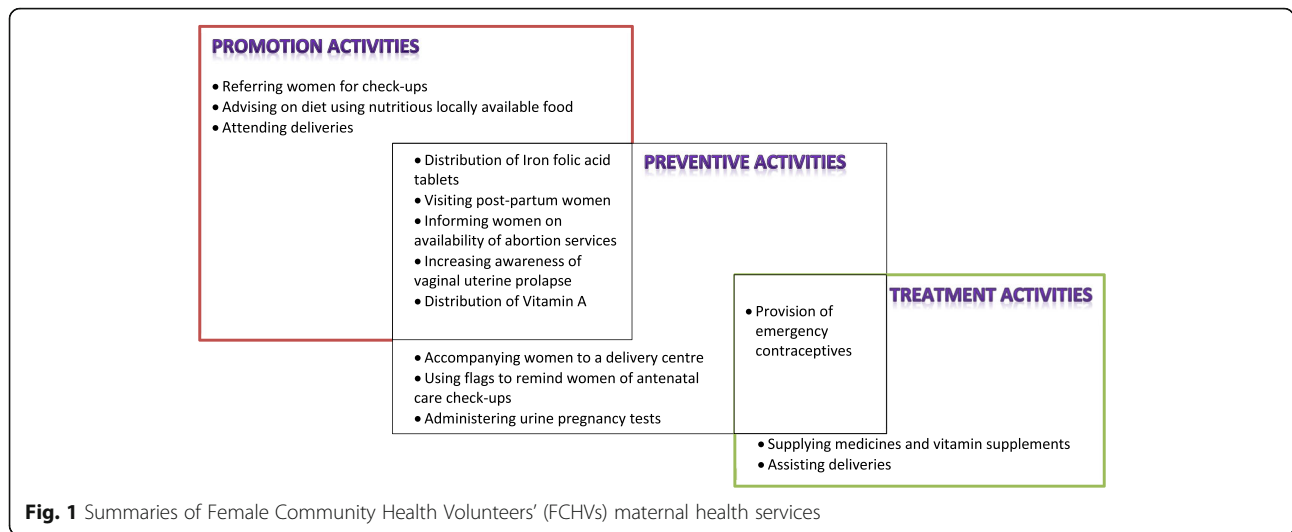 PROMOTION ACTIVITIES
• Referring women for check-ups
• Advising on diet using nutritious locally available food
• Attending deliveries
• Distribution of Iron folic acid
tablets
• Visiting post-partum women
• Informing women on
availability of abortion services
• Increasing awareness of
vaginal uterine prolapse
• Distribution of Vitamin A
PREVENTIVE ACTIVITIES
• Accompanying women to a delivery centre
• Using flags to remind women of antenatal
care check-ups
• Administering urine pregnancy tests
TREATMENT ACTIVITIES
• Provision of
emergency
contraceptives
• Supplying medicines and vitamin supplements
• Assisting deliveries
Fig. 1 Summaries of Female Community Health Volunteers’ (FCHVs) maternal health services